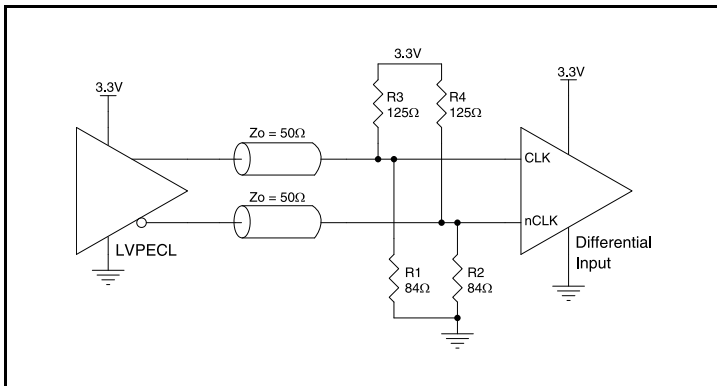 3.3V
3.3V
3.3V
R3
125Ω
R4
125Ω
Zo = 50Ω
CLK
Zo = 50Ω
nCLK
LVPECL
Differential
Input
R1
84Ω
R2
84Ω